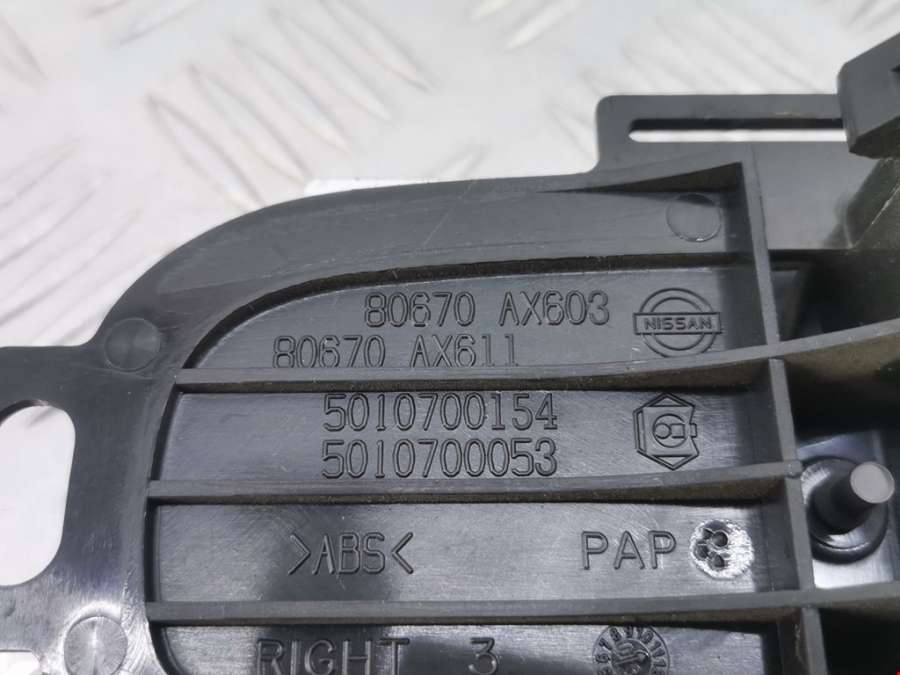 80670 AX603
NISSAN
80670 AX611
5010700154
5010700053
>ABS<
PAP
RIGHT 3